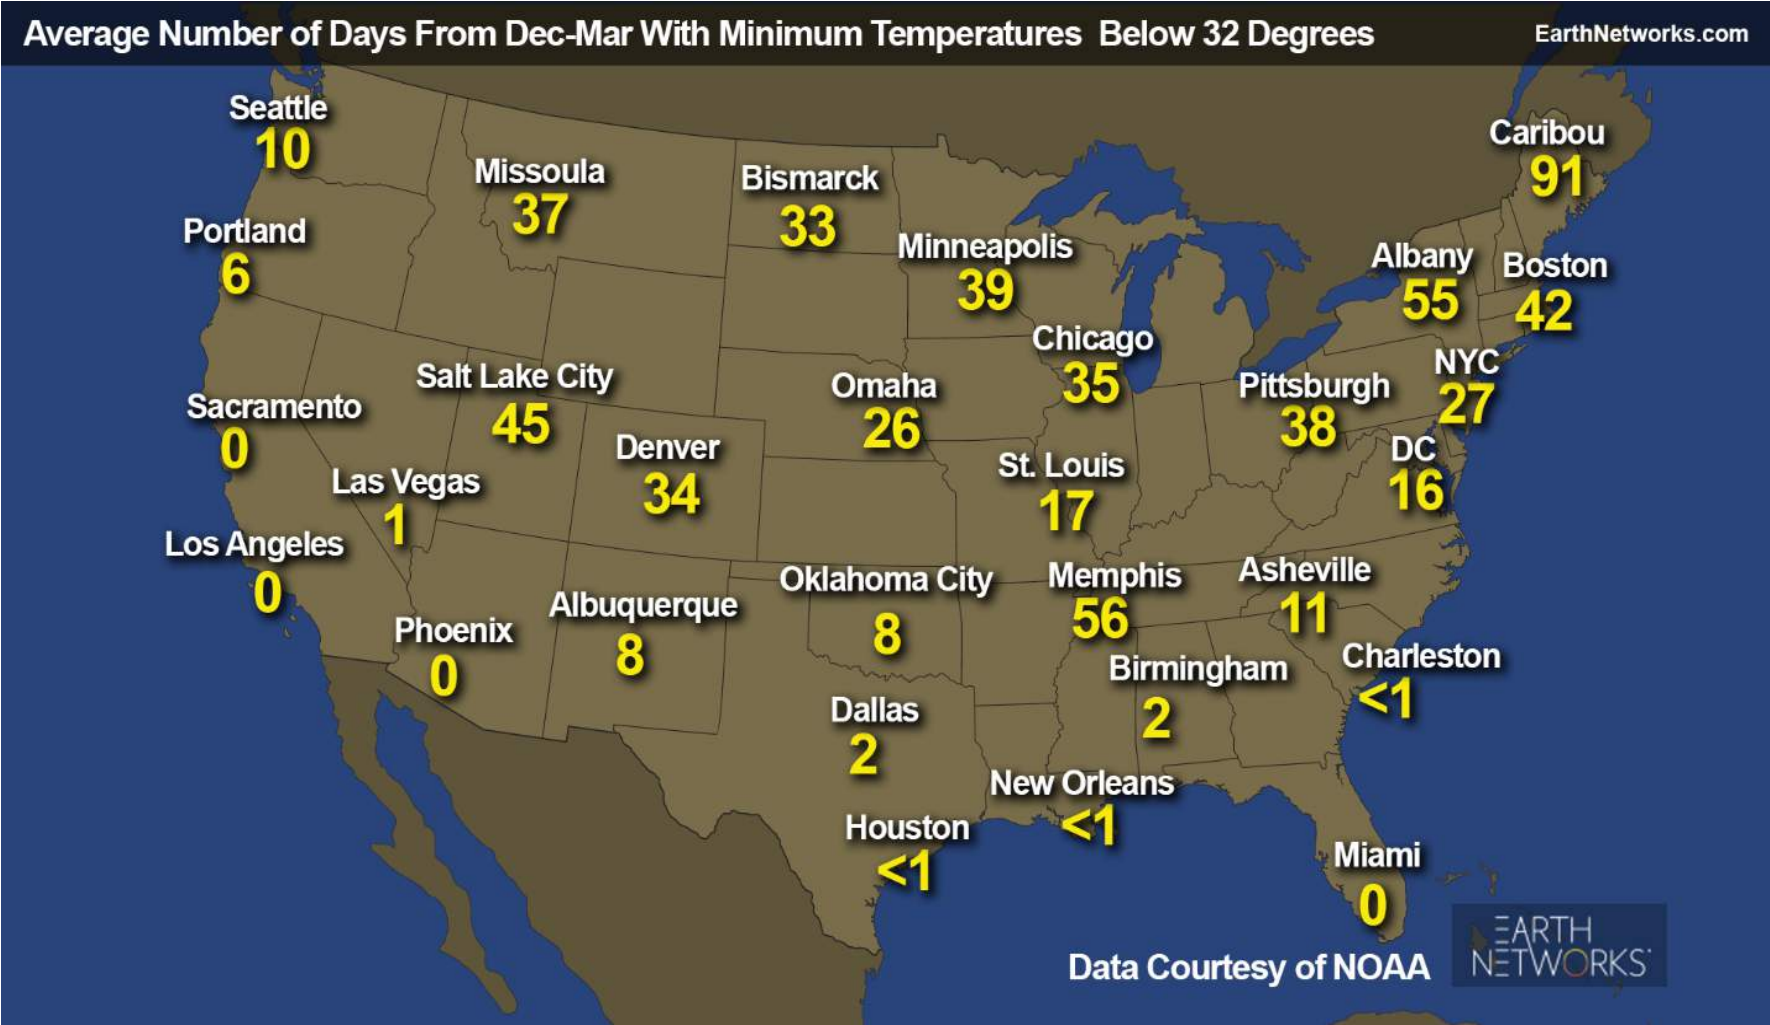 Average Number of Days From Dec-Mar With Minimum Temperatures Below 32 Degrees
EarthNetworks.com
Seattle
10
Caribou
91
Missoula
37
Bismarck
33
Portland
6
Minneapolis
39
Albany
55
Boston
42
Chicago
35
NYC
27
Salt Lake City
45
Omaha
26
Pittsburgh
38
Sacramento
0
Denver
34
DC
16
Las Vegas
1
St. Louis
17
Los Angeles
0
Oklahoma City
8
Memphis
56
Asheville
11
Albuquerque
8
Phoenix
0
Birmingham
2
Charleston
<1
Dallas
2
New Orleans
<1
Houston
<1
Miami
0
Data Courtesy of NOAA
EARTH
NETWORKS